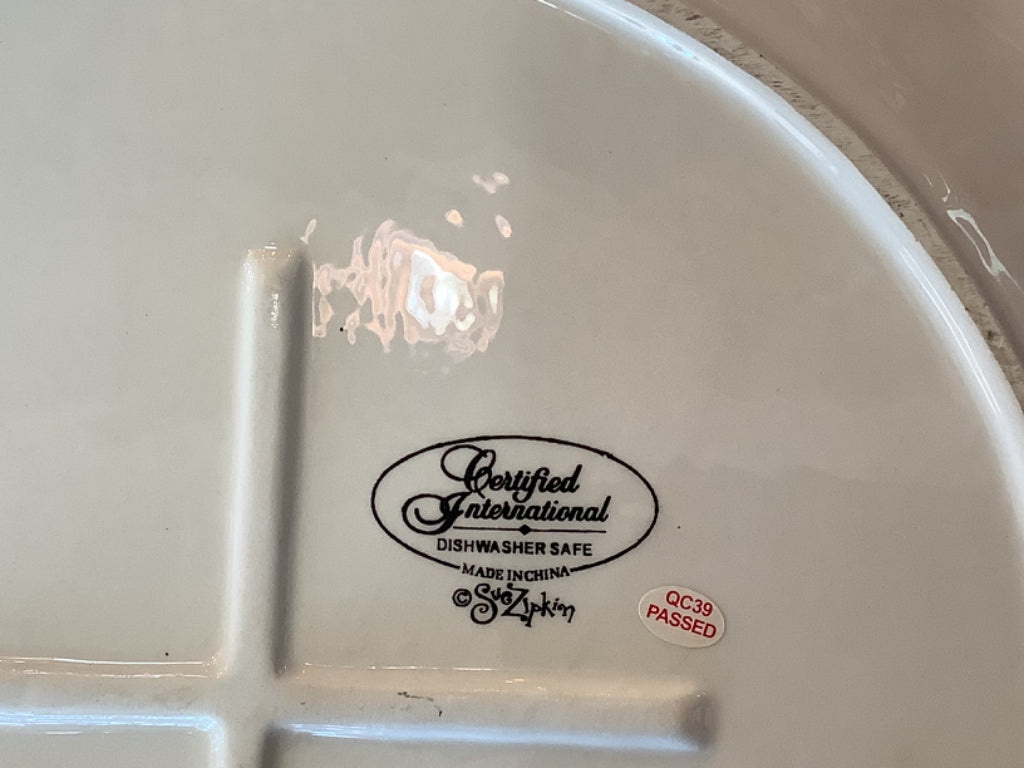 Certified
International
DISHWASHER SAFE
MADE IN CHINA
© Sue Zipkin
QC39
PASSED